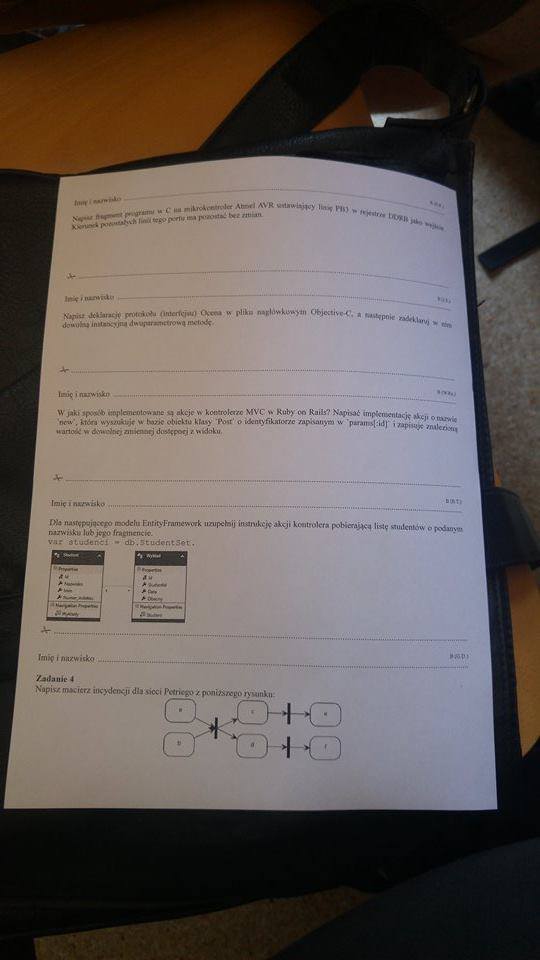 Imię i nazwisko
Napisz fragment programu w C na mikrokontroler Atmel AVR ustawiający linię PB3 w rejestrze DDRB jako wejście.
Kierunek pozostałych linii tego portu ma pozostać bez zmian.
Imię i nazwisko
Napisz deklarację protokołu (interfejsu) Ocena w pliku nagłówkowym Objective-C, a następnie zadeklaruj w nim
dowolną instancyjną dwuparametrową metodę.
Imię i nazwisko
W jaki sposób implementowane są akcje w kontrolerze MVC w Ruby on Rails? Napisać implementację akcji o nazwie
`new`, która wyszukuje w bazie obiektu klasy `Post` o identyfikatorze zapisanym w `params[:id]` i zapisuje znalezioną
wartość w dowolnej zmiennej dostępnej z widoku.
Imię i nazwisko B (B.T.)
Dla następującego modelu EntityFramework uzupełnij instrukcję akcji kontrolera pobierającą listę studentów o podanym
nazwisku lub jego fragmencie.
var studenci = db.StudentSet.
Student
Properties
Id
Nazwisko
Imie
Numer_indeksu
Navigation Properties
Wyklady
Wyklad
Properties
Id
StudentId
Data
Obecny
Navigation Properties
Student
Imię i nazwisko B (G.D.)
Zadanie 4
Napisz macierz incydencji dla sieci Petriego z poniższego rysunku:
a c e
b d f